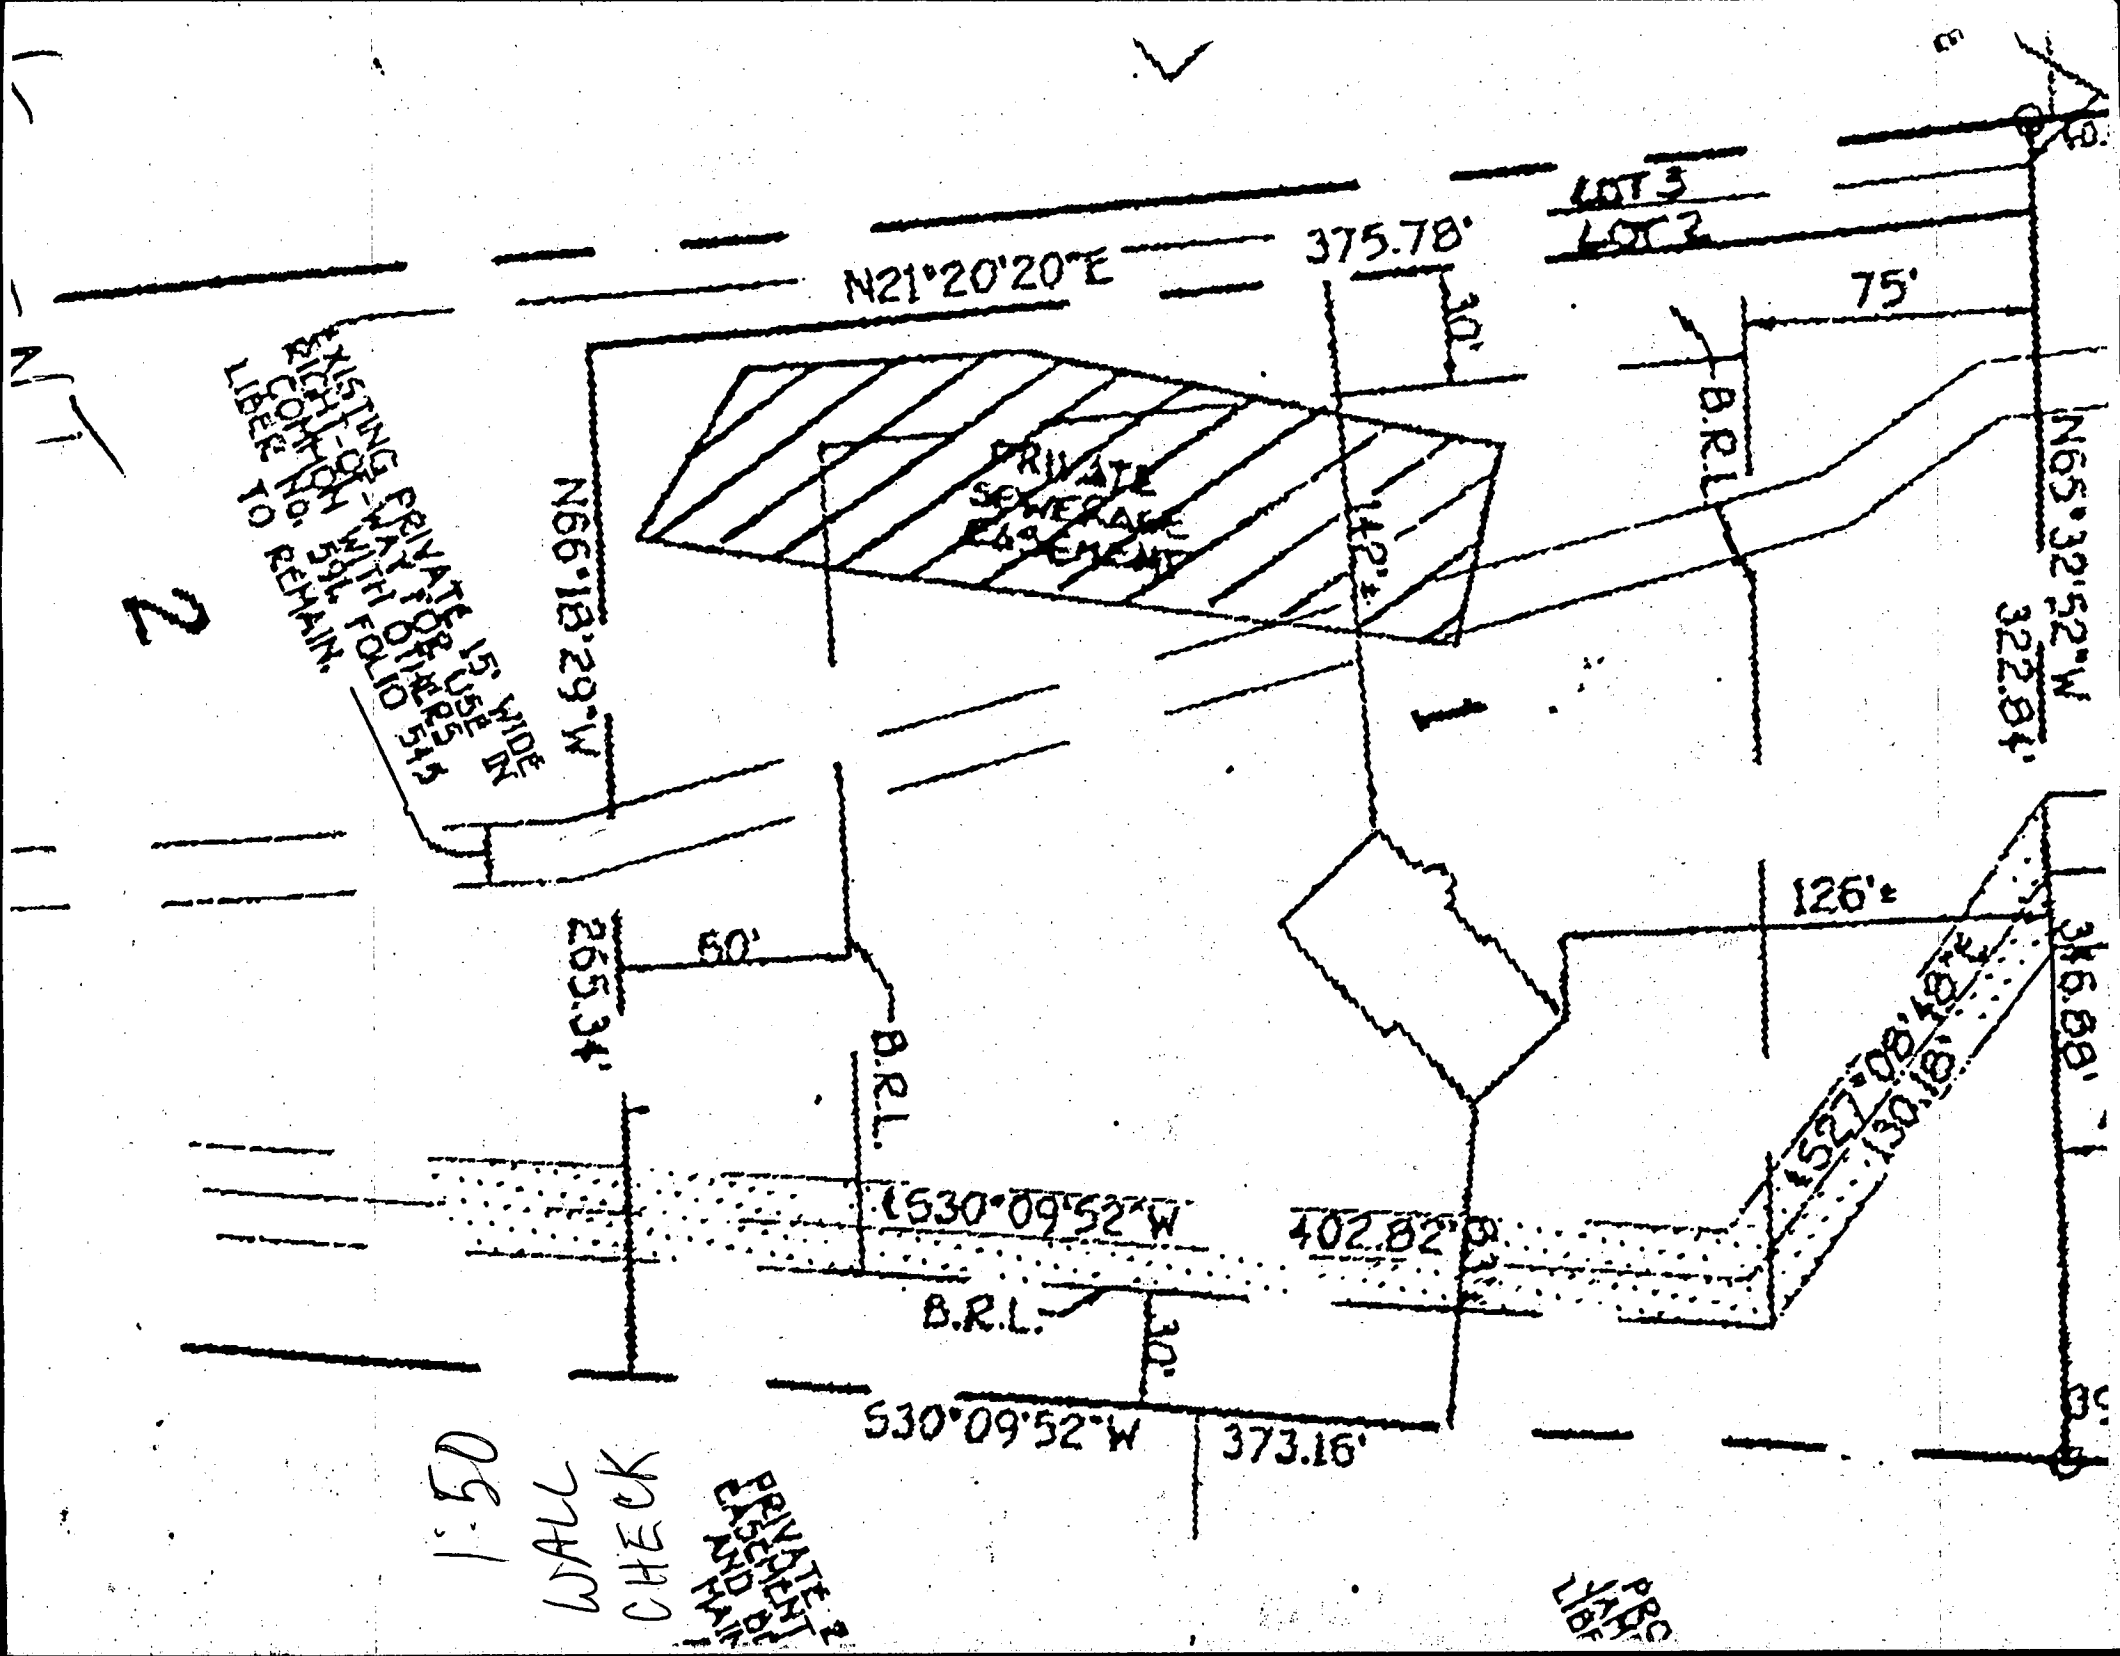 LOT 3
LOT 2
375.78'
N21°20'20"E
30'
75'
B.R.L.
N65°32'52"W
322.84'
EXISTING PRIVATE 15' WIDE
RIGHT-OF-WAY FOR USE IN
COMMON WITH OTHERS
LIBER NO. 591, FOLIO 545
TO REMAIN.
2
N66°18'29"W
265.34'
PRIVATE
SEWERAGE
EASEMENT
142'±
1
60'
B.R.L.
126'±
S27°08'48"E
130.18'
346.88'
S30°09'52"W
402.82'
B.R.L.
30'
S30°09'52"W
373.16'
1:50
WALL
CHECK
PRIVATE
EASEMENT
AND